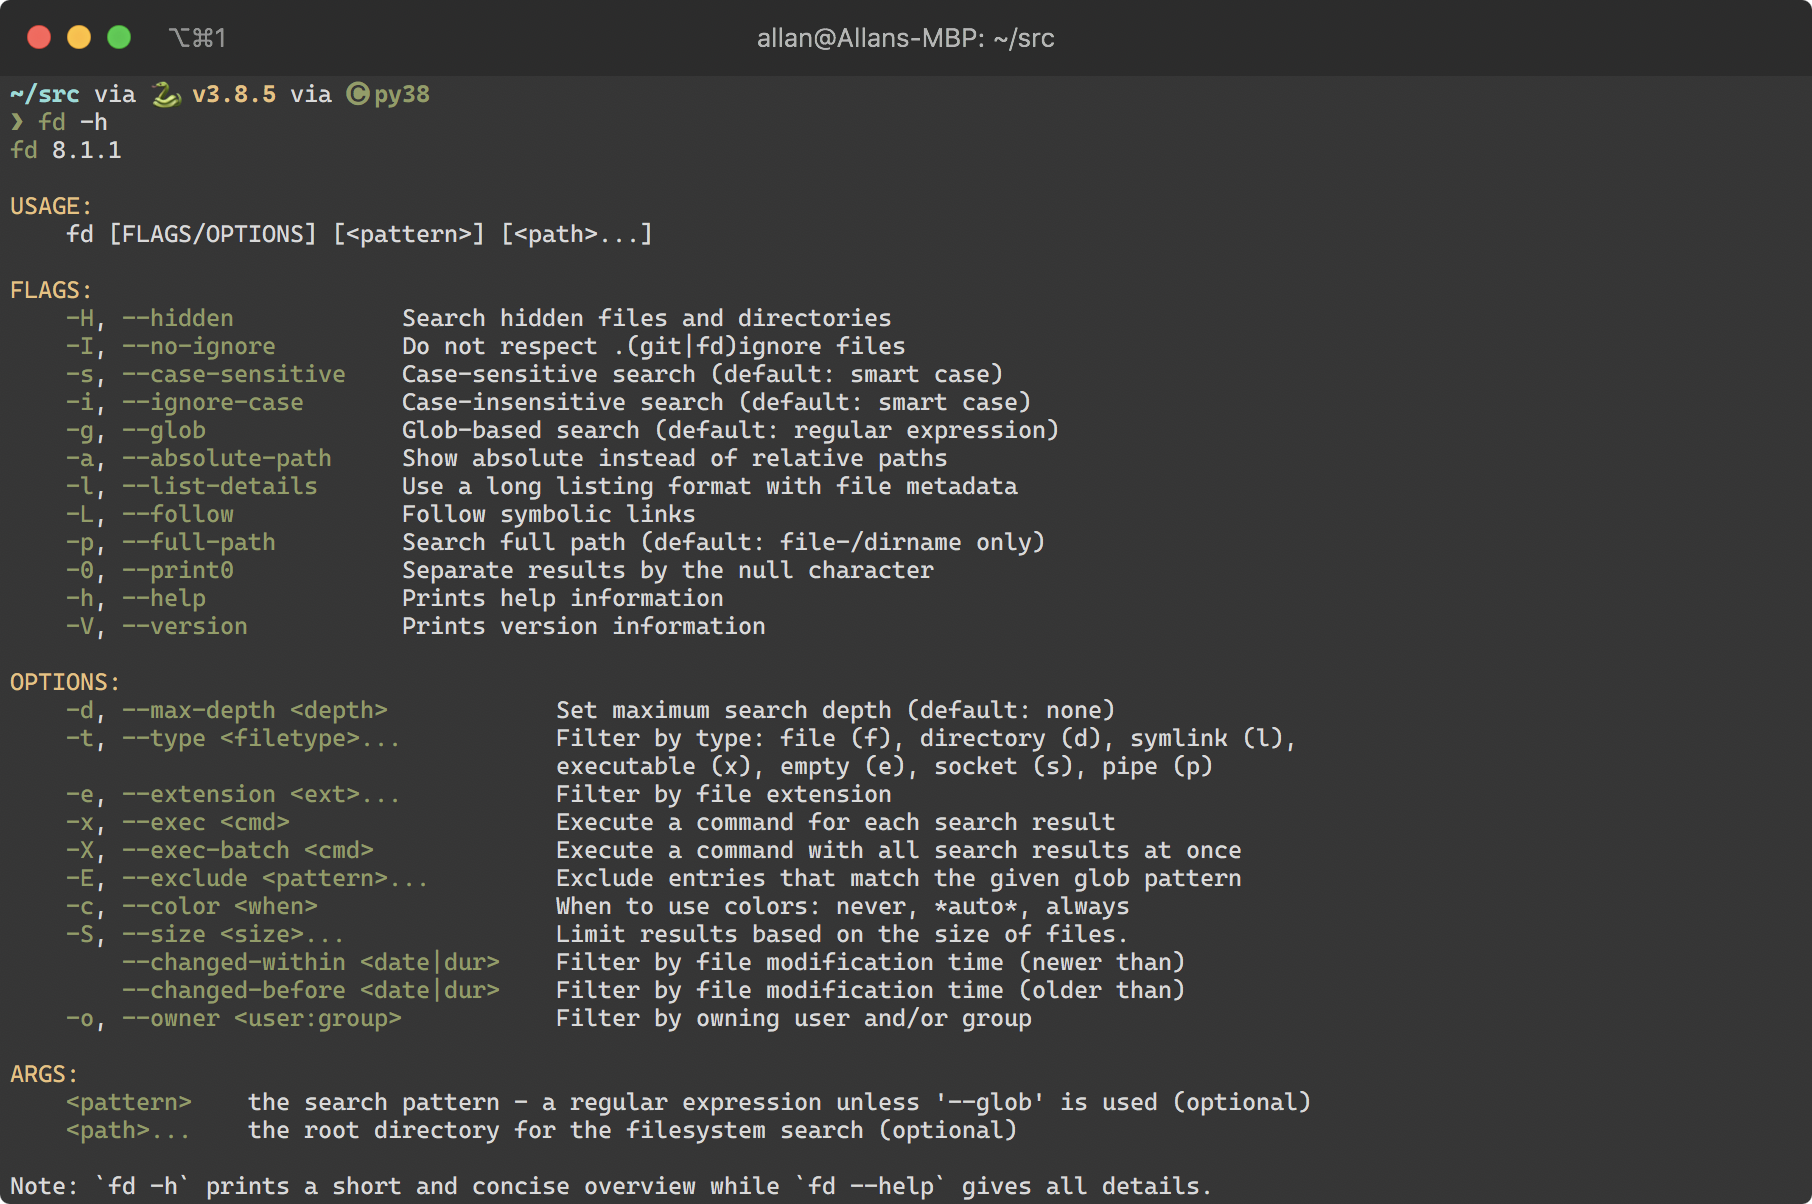 ⌥⌘1 allan@Allans-MBP: ~/src
~/src via 🐍 v3.8.5 via 🅒 py38
❯ fd -h
fd 8.1.1

USAGE:
    fd [FLAGS/OPTIONS] [<pattern>] [<path>...]

FLAGS:
    -H, --hidden            Search hidden files and directories
    -I, --no-ignore         Do not respect .(git|fd)ignore files
    -s, --case-sensitive    Case-sensitive search (default: smart case)
    -i, --ignore-case       Case-insensitive search (default: smart case)
    -g, --glob              Glob-based search (default: regular expression)
    -a, --absolute-path     Show absolute instead of relative paths
    -l, --list-details      Use a long listing format with file metadata
    -L, --follow            Follow symbolic links
    -p, --full-path         Search full path (default: file-/dirname only)
    -0, --print0            Separate results by the null character
    -h, --help              Prints help information
    -V, --version           Prints version information

OPTIONS:
    -d, --max-depth <depth>            Set maximum search depth (default: none)
    -t, --type <filetype>...           Filter by type: file (f), directory (d), symlink (l),
                                       executable (x), empty (e), socket (s), pipe (p)
    -e, --extension <ext>...           Filter by file extension
    -x, --exec <cmd>                   Execute a command for each search result
    -X, --exec-batch <cmd>             Execute a command with all search results at once
    -E, --exclude <pattern>...         Exclude entries that match the given glob pattern
    -c, --color <when>                 When to use colors: never, *auto*, always
    -S, --size <size>...               Limit results based on the size of files.
        --changed-within <date|dur>    Filter by file modification time (newer than)
        --changed-before <date|dur>    Filter by file modification time (older than)
    -o, --owner <user:group>           Filter by owning user and/or group

ARGS:
    <pattern>    the search pattern - a regular expression unless '--glob' is used (optional)
    <path>...    the root directory for the filesystem search (optional)

Note: `fd -h` prints a short and concise overview while `fd --help` gives all details.